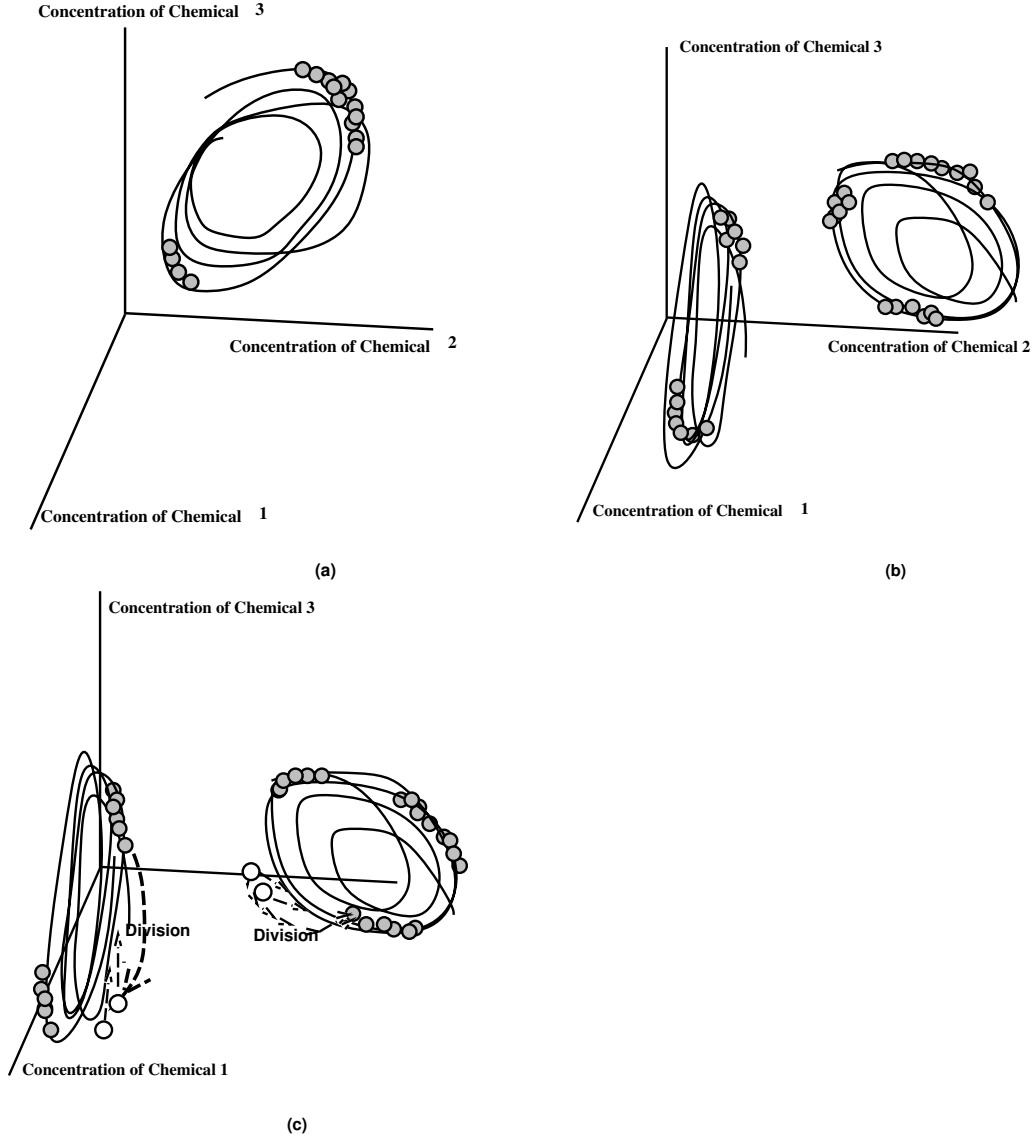 Concentration of Chemical 3
Concentration of Chemical 2
Concentration of Chemical 1
(a)
Concentration of Chemical 3
Concentration of Chemical 2
Concentration of Chemical 1
(b)
Concentration of Chemical 3
Division
Division
Concentration of Chemical 1
(c)